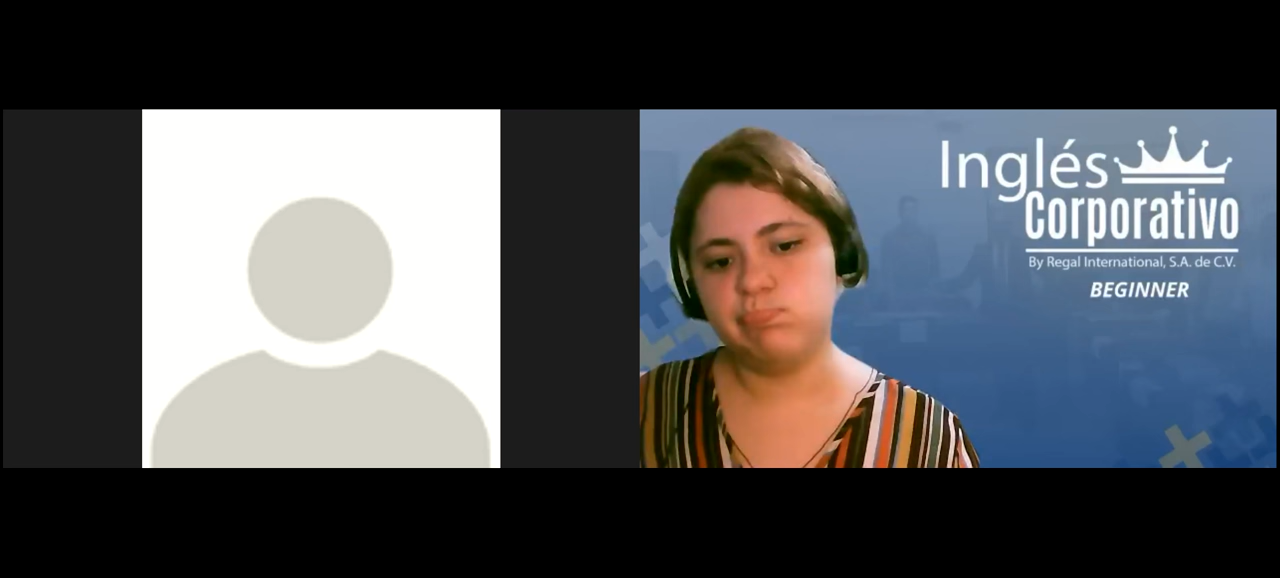 Inglés
Corporativo
By Regal International, S.A. de C.V.
BEGINNER